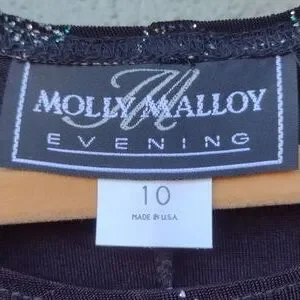 M
MOLLY MALLOY
EVENING
10
MADE IN U.S.A.